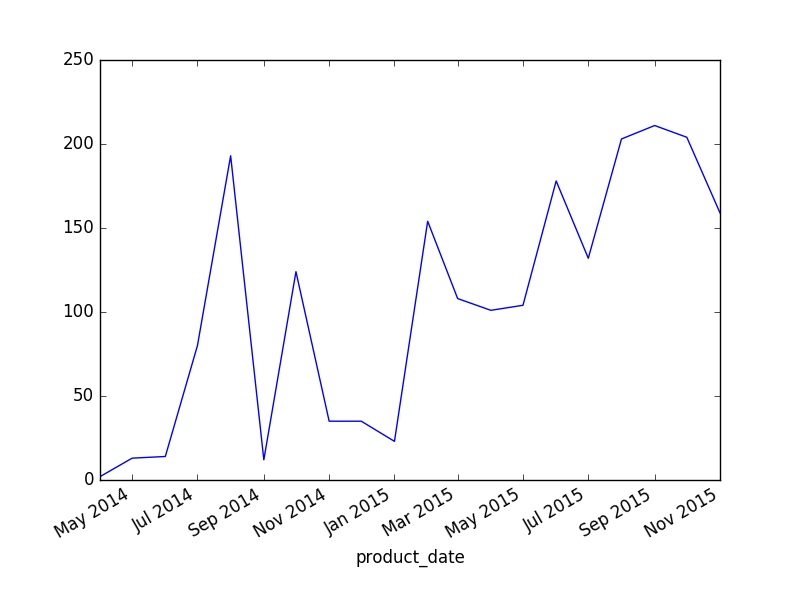 250
200
150
100
50
0
May 2014
Jul 2014
Sep 2014
Nov 2014
Jan 2015
Mar 2015
May 2015
Jul 2015
Sep 2015
Nov 2015
product_date